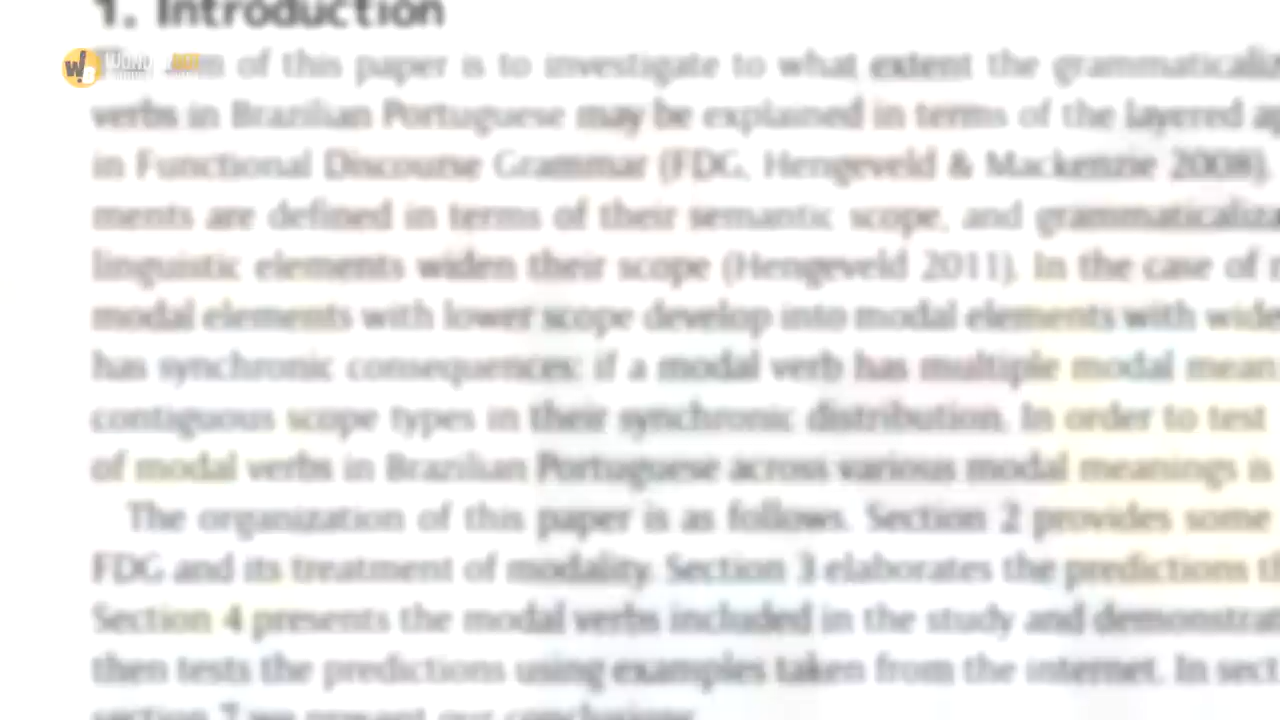 1. Introduction
of this paper is to investigate to what extent the
verbs in Brazilian Portuguese may be explained in terms of the layered
in Functional Discourse Grammar (FDG, Hengeveld & Mackenzie 2008).
ments are defined in terms of their semantic scope, and
linguistic elements widen their scope (Hengeveld 2011). In the case of
modal elements with lower scope develop into modal elements with
has synchronic consequences: if a modal verb has multiple modal
contiguous scope types in their synchronic distribution. In order to test
of modal verbs in Brazilian Portuguese across various modal meanings is
The organization of this paper is as follows. Section 2 provides some
FDG and its treatment of modality. Section 3 elaborates the predictions
Section 4 presents the modal verbs included in the study and
then tests the predictions using examples taken from the internet. In
section 7 we present our conclusions.